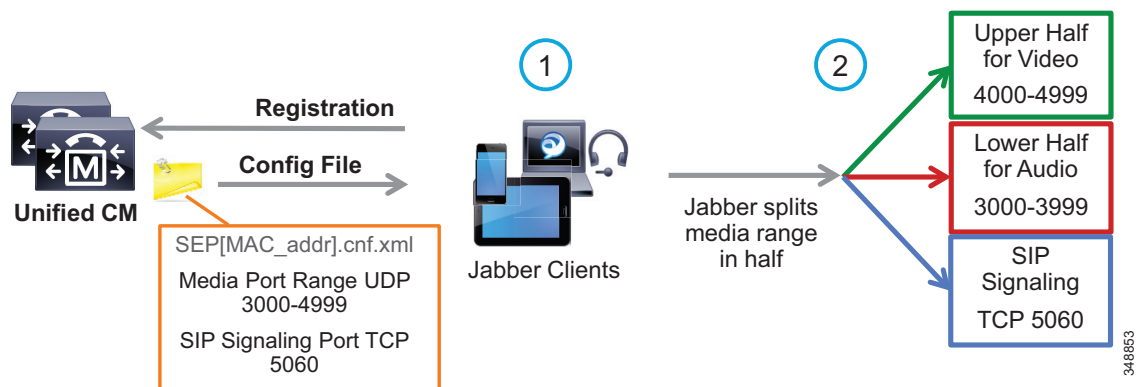 Registration
Config File
M
Unified CM
SEP[MAC_addr].cnf.xml
Media Port Range UDP
3000-4999
SIP Signaling Port TCP
5060
1
Jabber Clients
2
Jabber splits
media range
in half
Upper Half
for Video
4000-4999
Lower Half
for Audio
3000-3999
SIP
Signaling
TCP 5060
348853